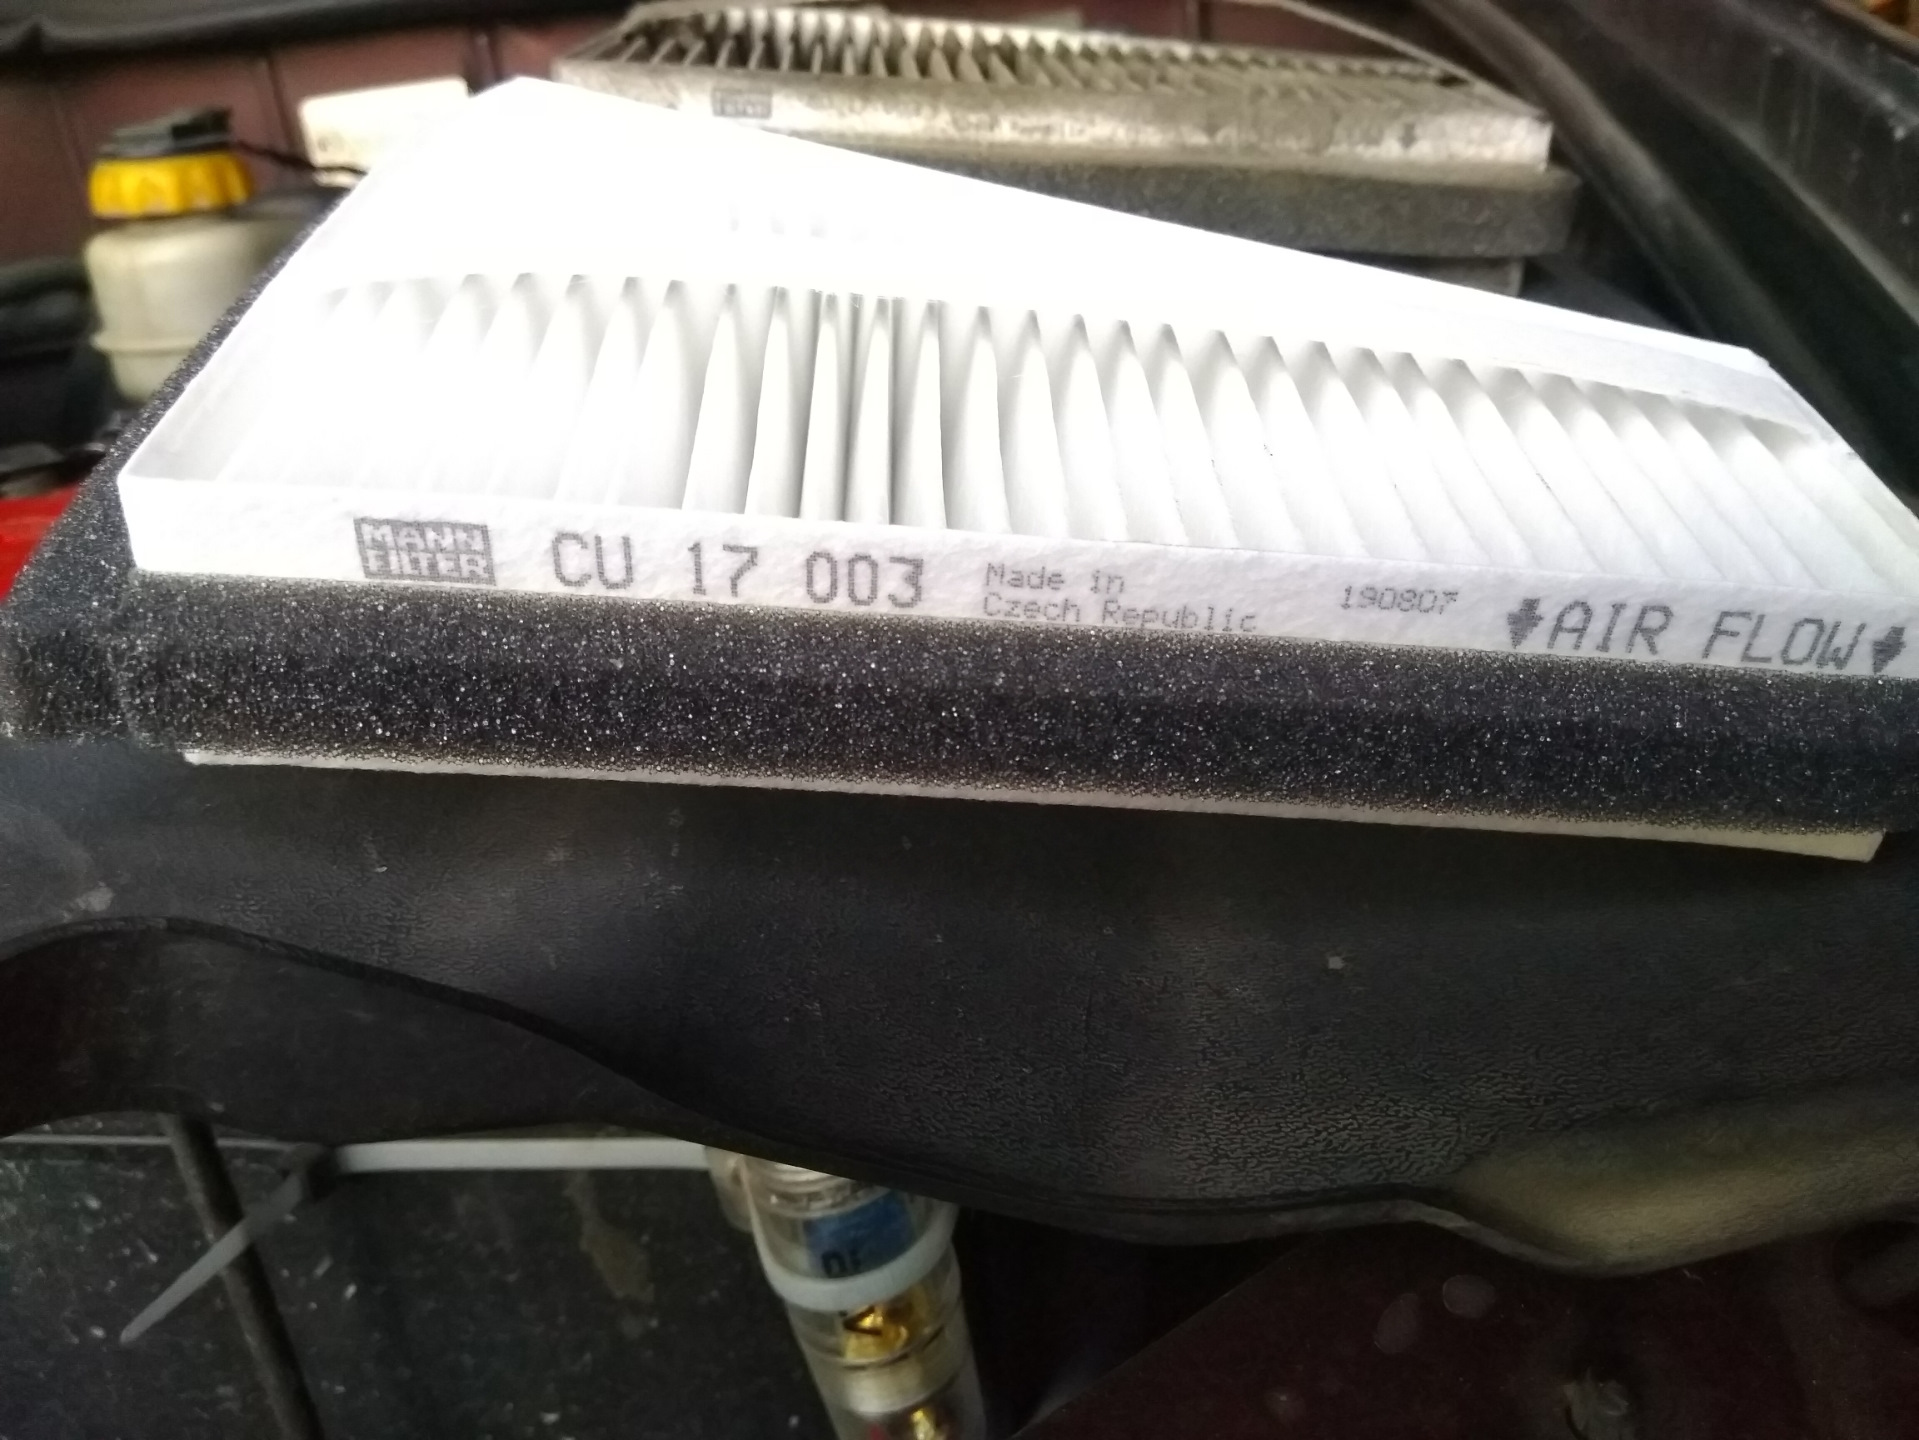 MANN
FILTER
CU 17 003
Made in
Czech Republic
190807
AIR FLOW